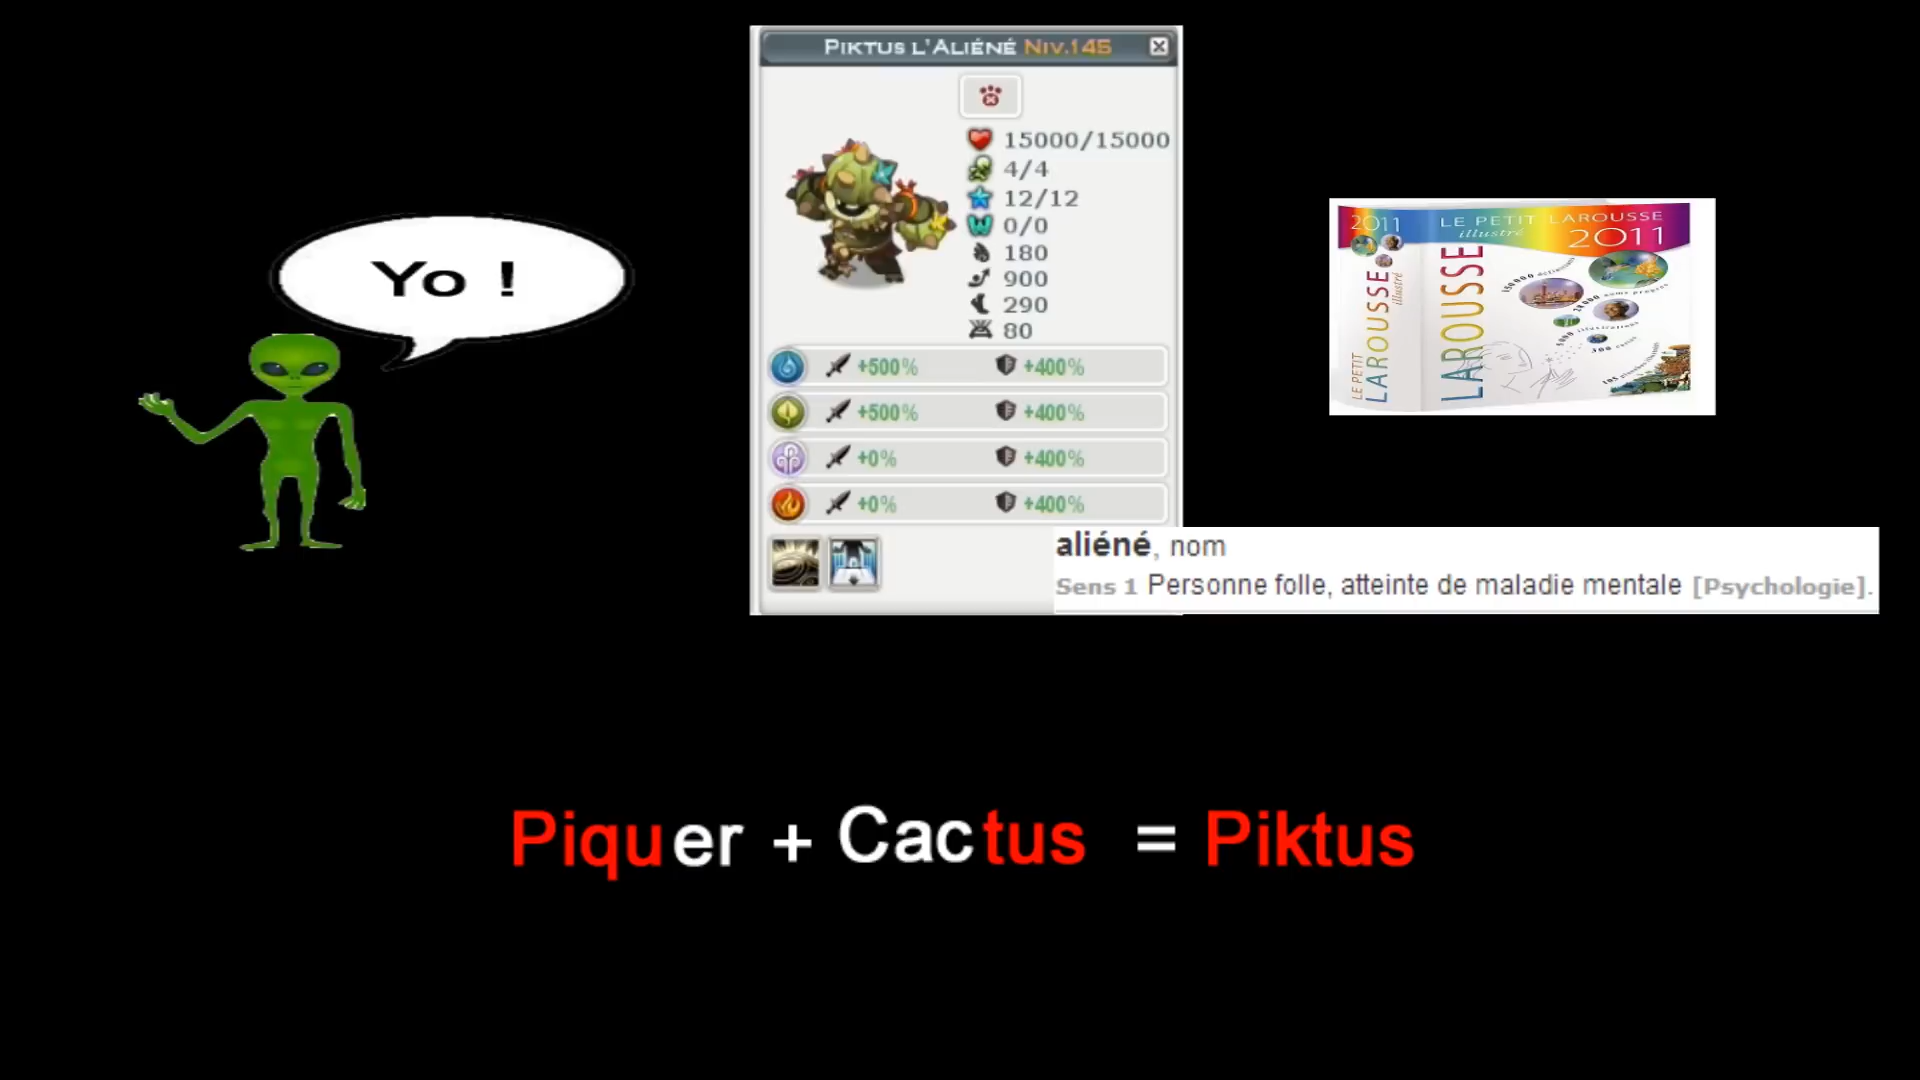 Yo !
PIKTUS L'ALIÉNÉ NIV.145
15000/15000
4/4
12/12
0/0
180
900
290
80
+500% +400%
+500% +400%
+0% +400%
+0% +400%
2011 LE PETIT LAROUSSE
illustré
2011
LE PETIT
LAROUSSE
illustré
LAROUSSE
aliéné, nom
Sens 1 Personne folle, atteinte de maladie mentale [Psychologie].
Piquer + Cactus = Piktus